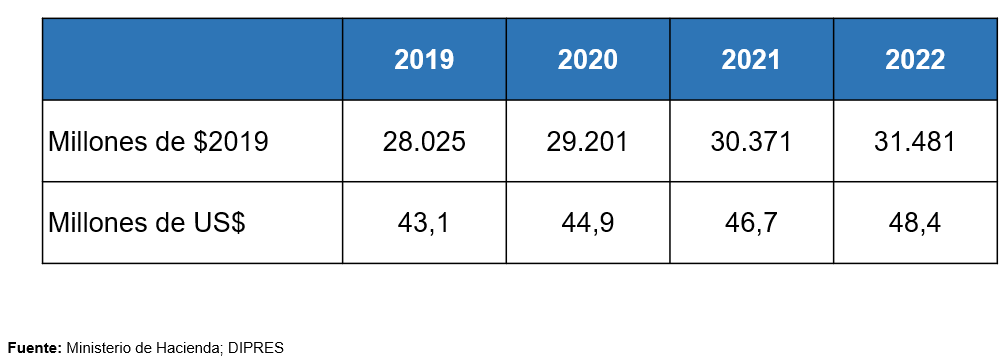 2019 2020 2021 2022
Millones de $2019 28.025 29.201 30.371 31.481
Millones de US$ 43,1 44,9 46,7 48,4
Fuente: Ministerio de Hacienda; DIPRES